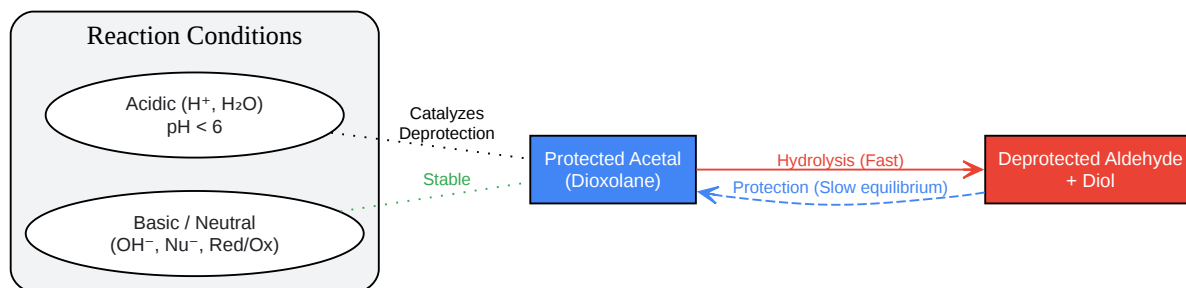 Reaction Conditions
Acidic (H⁺, H₂O)
pH < 6
Basic / Neutral
(OH⁻, Nu⁻, Red/Ox)
Catalyzes
Deprotection
Stable
Protected Acetal
(Dioxolane)
Hydrolysis (Fast)
Protection (Slow equilibrium)
Deprotected Aldehyde
+ Diol